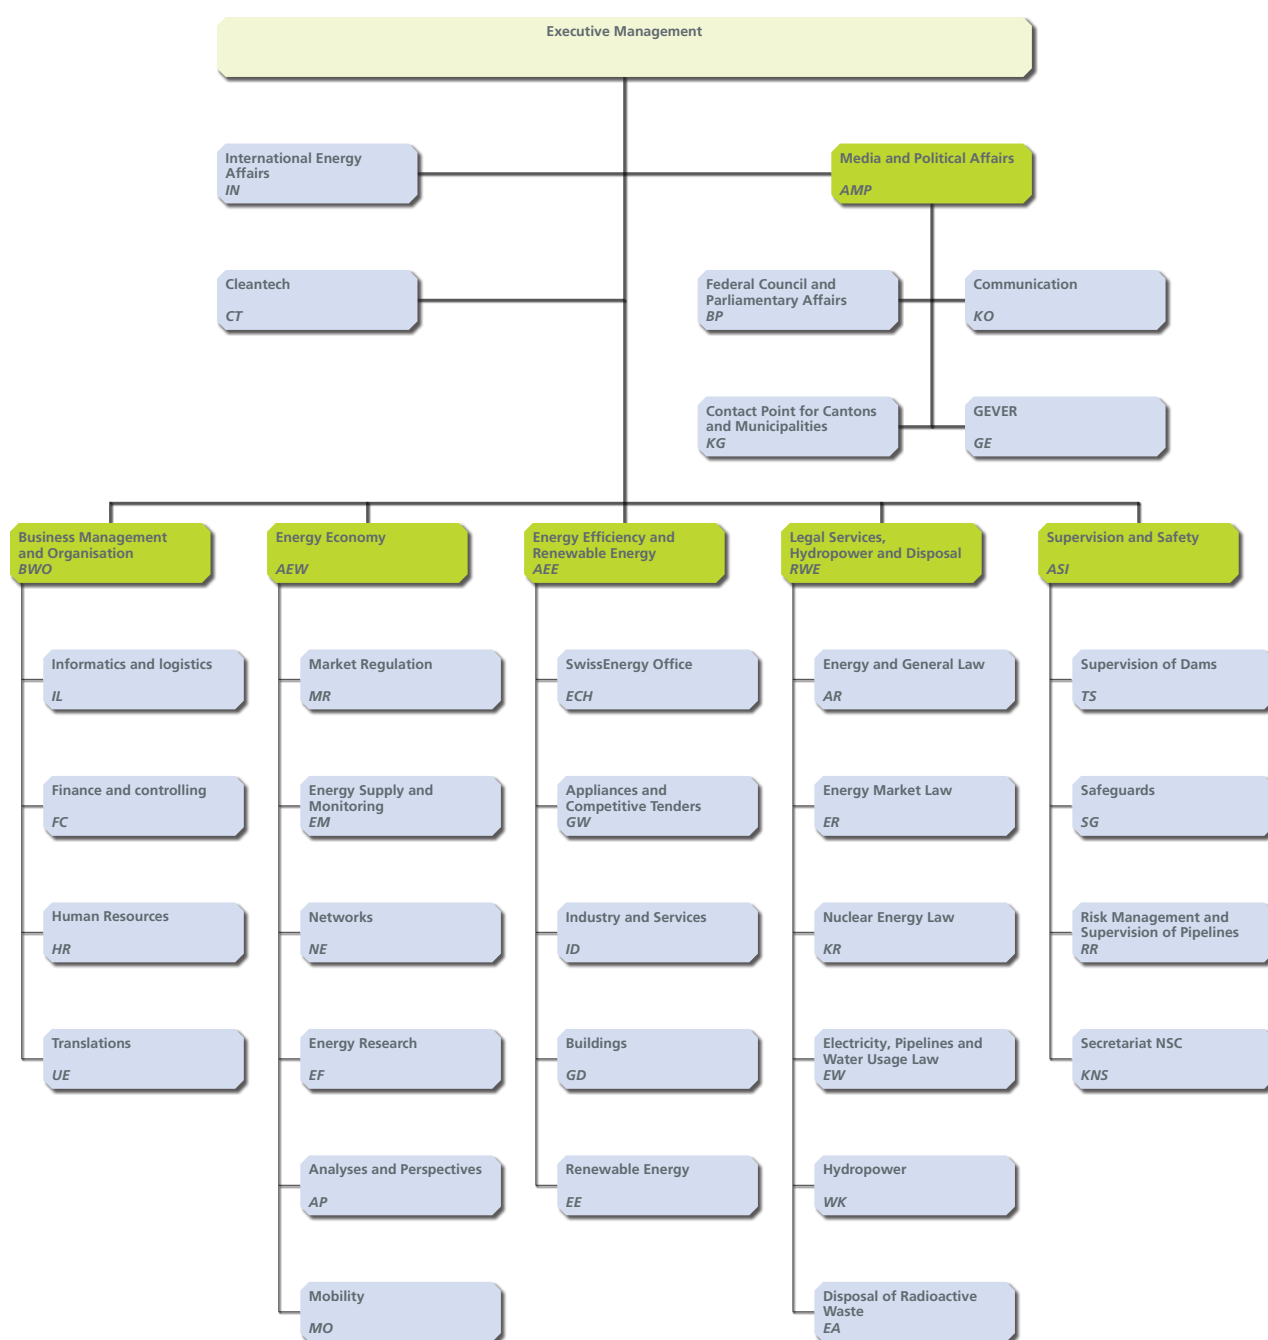 Executive Management
International Energy
Affairs
IN
Media and Political Affairs
AMP
Cleantech
CT
Federal Council and
Parliamentary Affairs
BP
Communication
KO
Contact Point for Cantons
and Municipalities
KG
GEVER
GE
Business Management
and Organisation
BWO
Informatics and logistics
IL
Finance and controlling
FC
Human Resources
HR
Translations
UE
Energy Economy
AEW
Market Regulation
MR
Energy Supply and
Monitoring
EM
Networks
NE
Energy Research
EF
Analyses and Perspectives
AP
Mobility
MO
Energy Efficiency and
Renewable Energy
AEE
SwissEnergy Office
ECH
Appliances and
Competitive Tenders
GW
Industry and Services
ID
Buildings
GD
Renewable Energy
EE
Legal Services,
Hydropower and Disposal
RWE
Energy and General Law
AR
Energy Market Law
ER
Nuclear Energy Law
KR
Electricity, Pipelines and
Water Usage Law
EW
Hydropower
WK
Disposal of Radioactive
Waste
EA
Supervision and Safety
ASI
Supervision of Dams
TS
Safeguards
SG
Risk Management and
Supervision of Pipelines
RR
Secretariat NSC
KNS